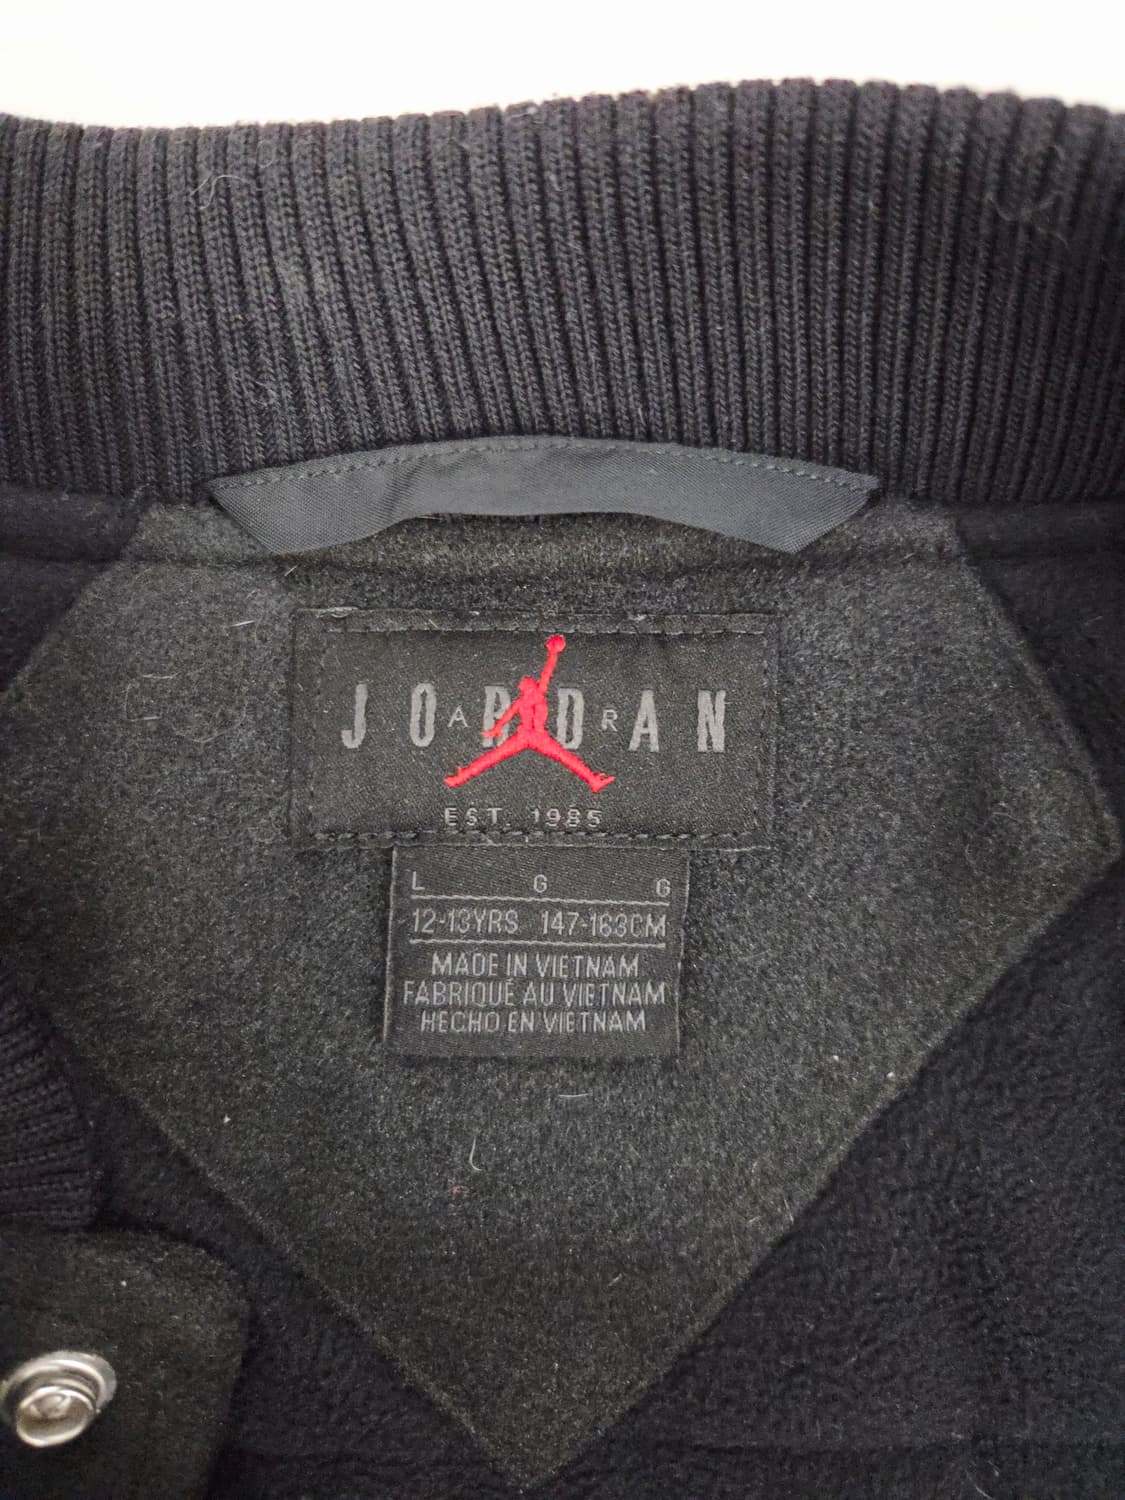 JORDAN
AIR
EST. 1985
L G G
12-13YRS 147-163CM
MADE IN VIETNAM
FABRIQUÉ AU VIETNAM
HECHO EN VIETNAM